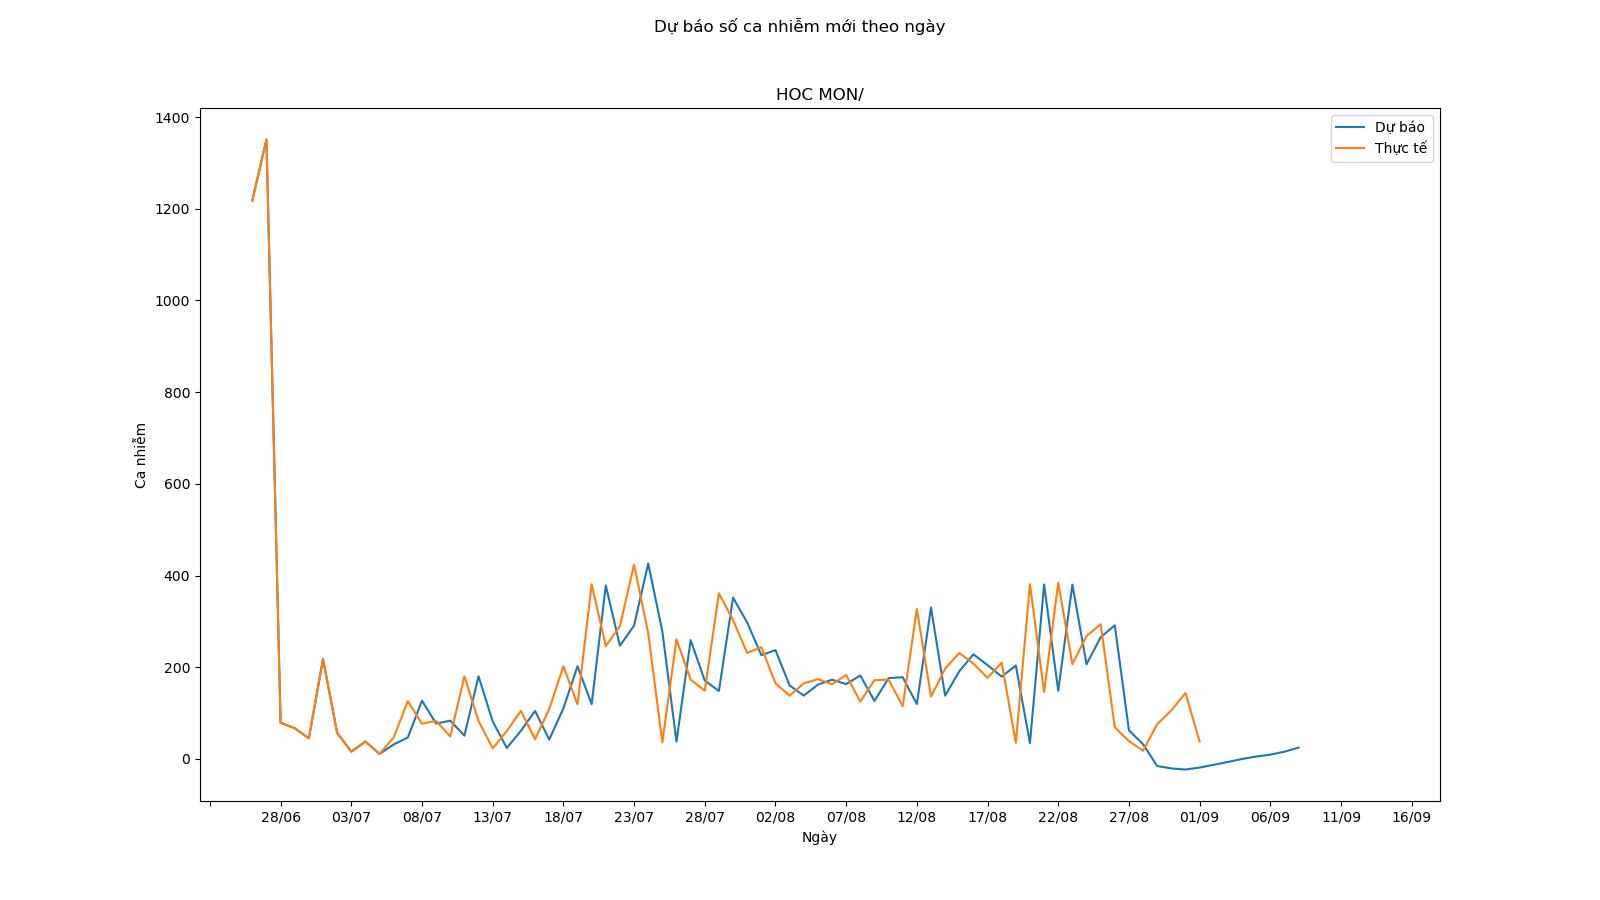 Dự báo số ca nhiễm mới theo ngày
HOC MON/
Dự báo
Thực tế
Ca nhiễm
1400
1200
1000
800
600
400
200
0
28/06 03/07 08/07 13/07 18/07 23/07 28/07 02/08 07/08 12/08 17/08 22/08 27/08 01/09 06/09 11/09 16/09
Ngày